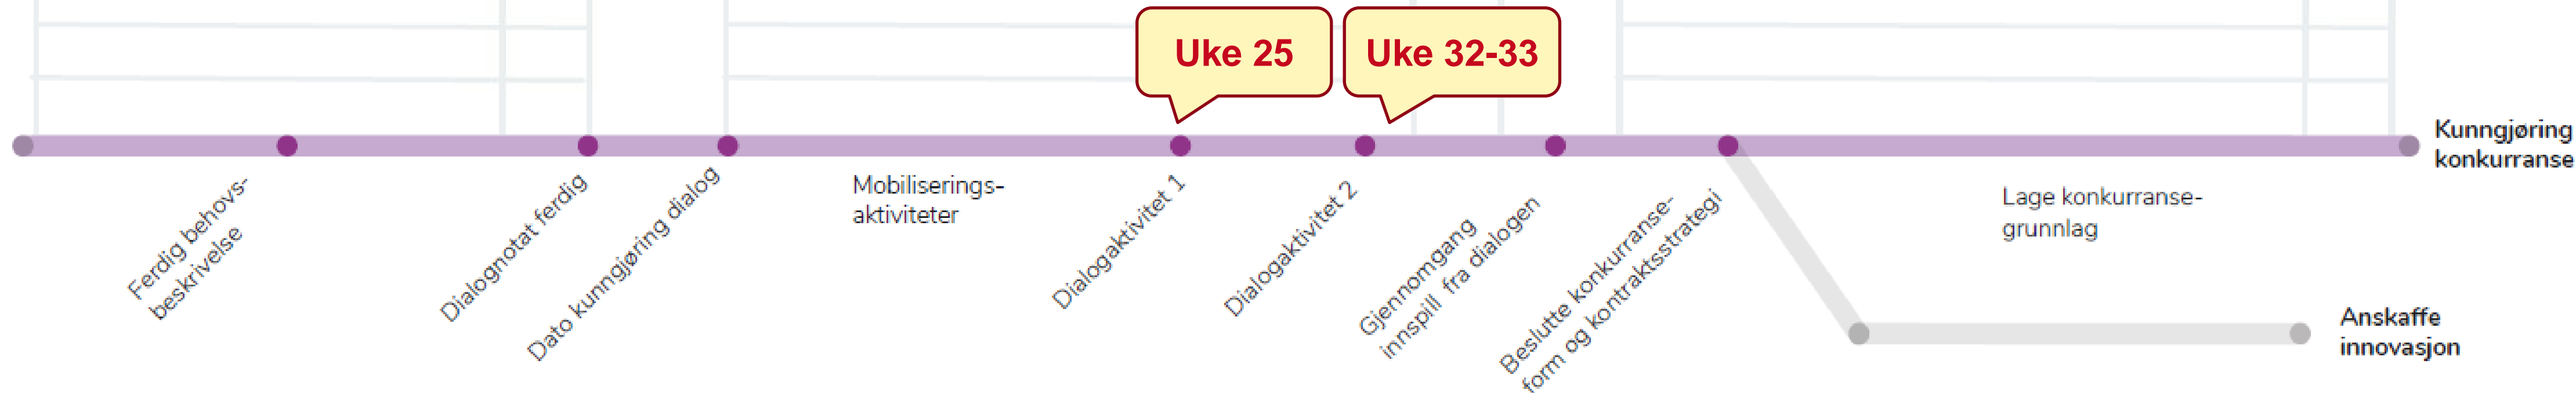 Uke 25
Uke 32-33
Kunngjøring
konkurranse
Ferdig behovs-
beskrivelse
Dialognotat ferdig
Dato kunngjøring dialog
Mobiliserings-
aktiviteter
Dialogaktivitet 1
Dialogaktivitet 2
Gjennomgang
innspill fra dialogen
Beslutte konkurranse-
form og kontraktsstrategi
Lage konkurranse-
grunnlag
Anskaffe
innovasjon